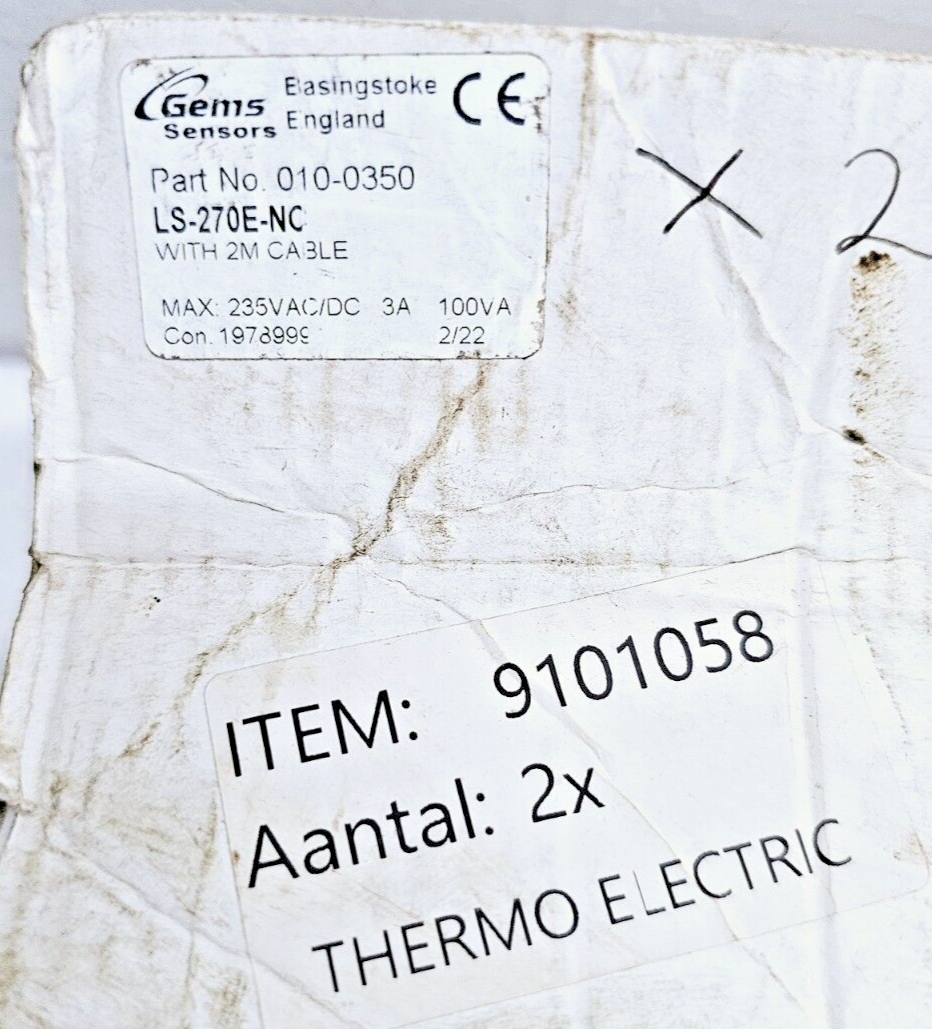 Gems
Sensors
Basingstoke
England
CE
Part No. 010-0350
LS-270E-NC
WITH 2M CABLE
MAX: 235VAC/DC 3A 100VA
Con. 1978999 2/22
X 2
ITEM: 9101058
Aantal: 2x
THERMO ELECTRIC